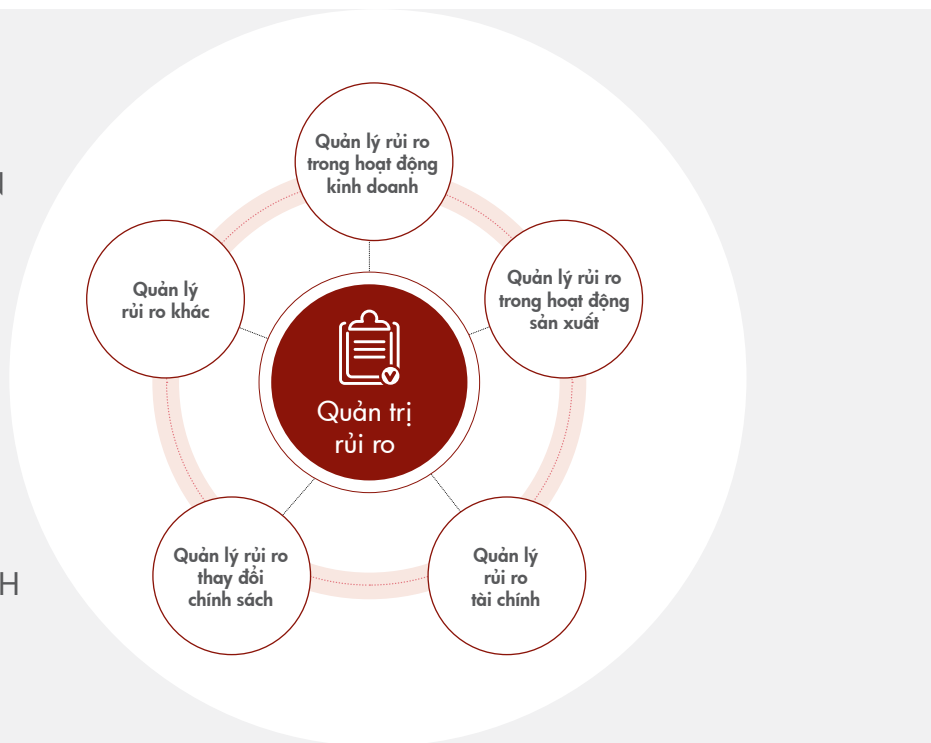 Quản lý rủi ro
trong hoạt động
kinh doanh
Quản lý rủi ro
trong hoạt động
sản xuất
Quản lý
rủi ro khác
Quản trị
rủi ro
Quản lý rủi ro
thay đổi
chính sách
Quản lý
rủi ro
tài chính
H